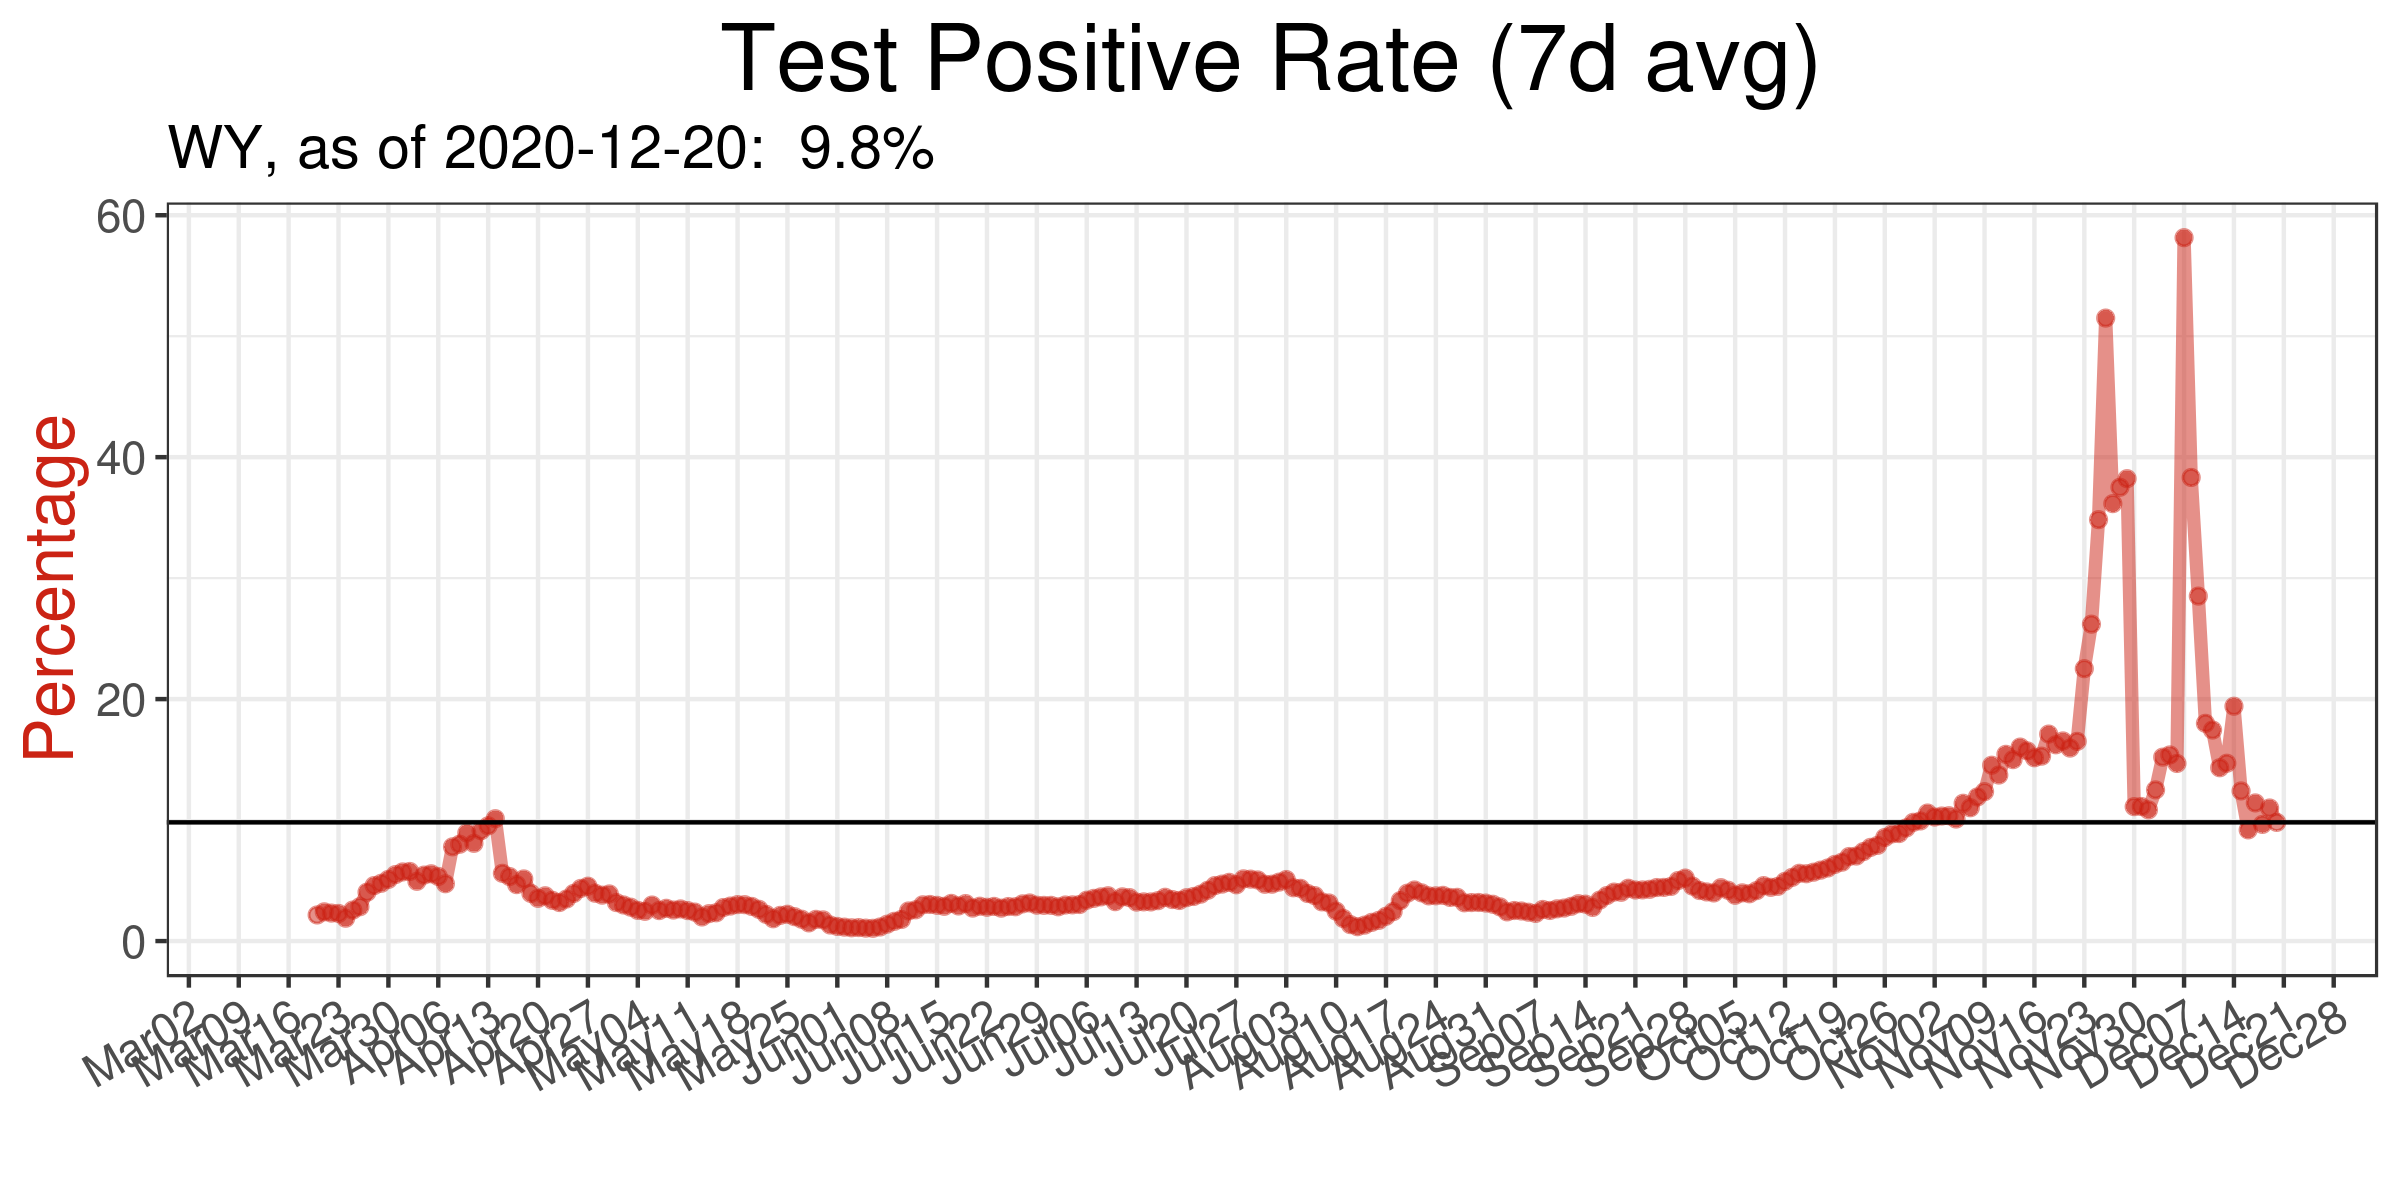 Test Positive Rate (7d avg)
WY, as of 2020-12-20:  9.8%
Percentage
60
40
20
0
Mar02
Mar09
Mar16
Mar23
Mar30
Apr06
Apr13
Apr20
Apr27
May04
May11
May18
May25
Jun01
Jun08
Jun15
Jun22
Jun29
Jul06
Jul13
Jul20
Jul27
Aug03
Aug10
Aug17
Aug24
Aug31
Sep07
Sep14
Sep21
Sep28
Oct05
Oct12
Oct19
Oct26
Nov02
Nov09
Nov16
Nov23
Nov30
Dec07
Dec14
Dec21
Dec28